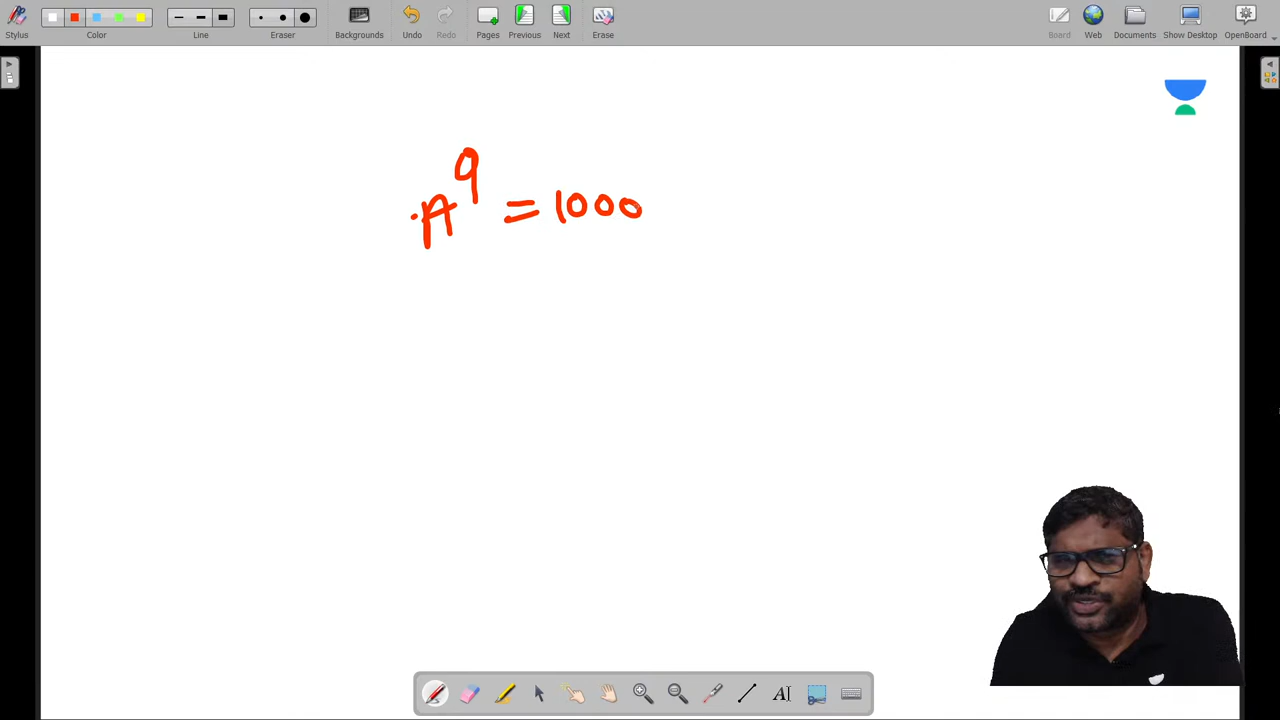 Stylus Color Line Eraser Backgrounds Undo Redo Pages Previous Next Erase Board Web Documents Show Desktop OpenBoard
A⁹ = 1000